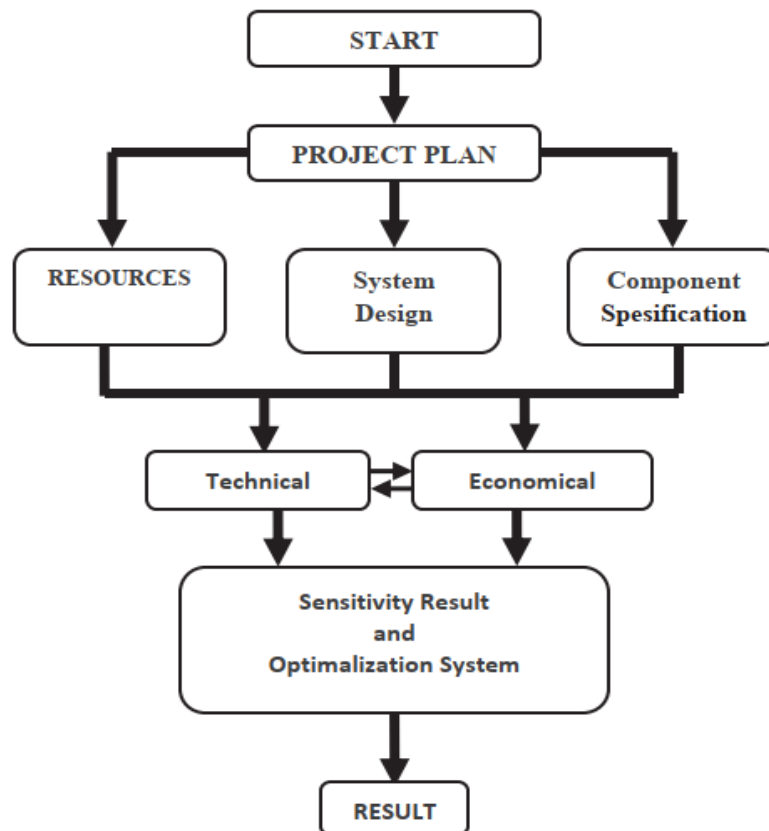 START
PROJECT PLAN
RESOURCES
System
Design
Component
Spesification
Technical
Economical
Sensitivity Result
and
Optimalization System
RESULT